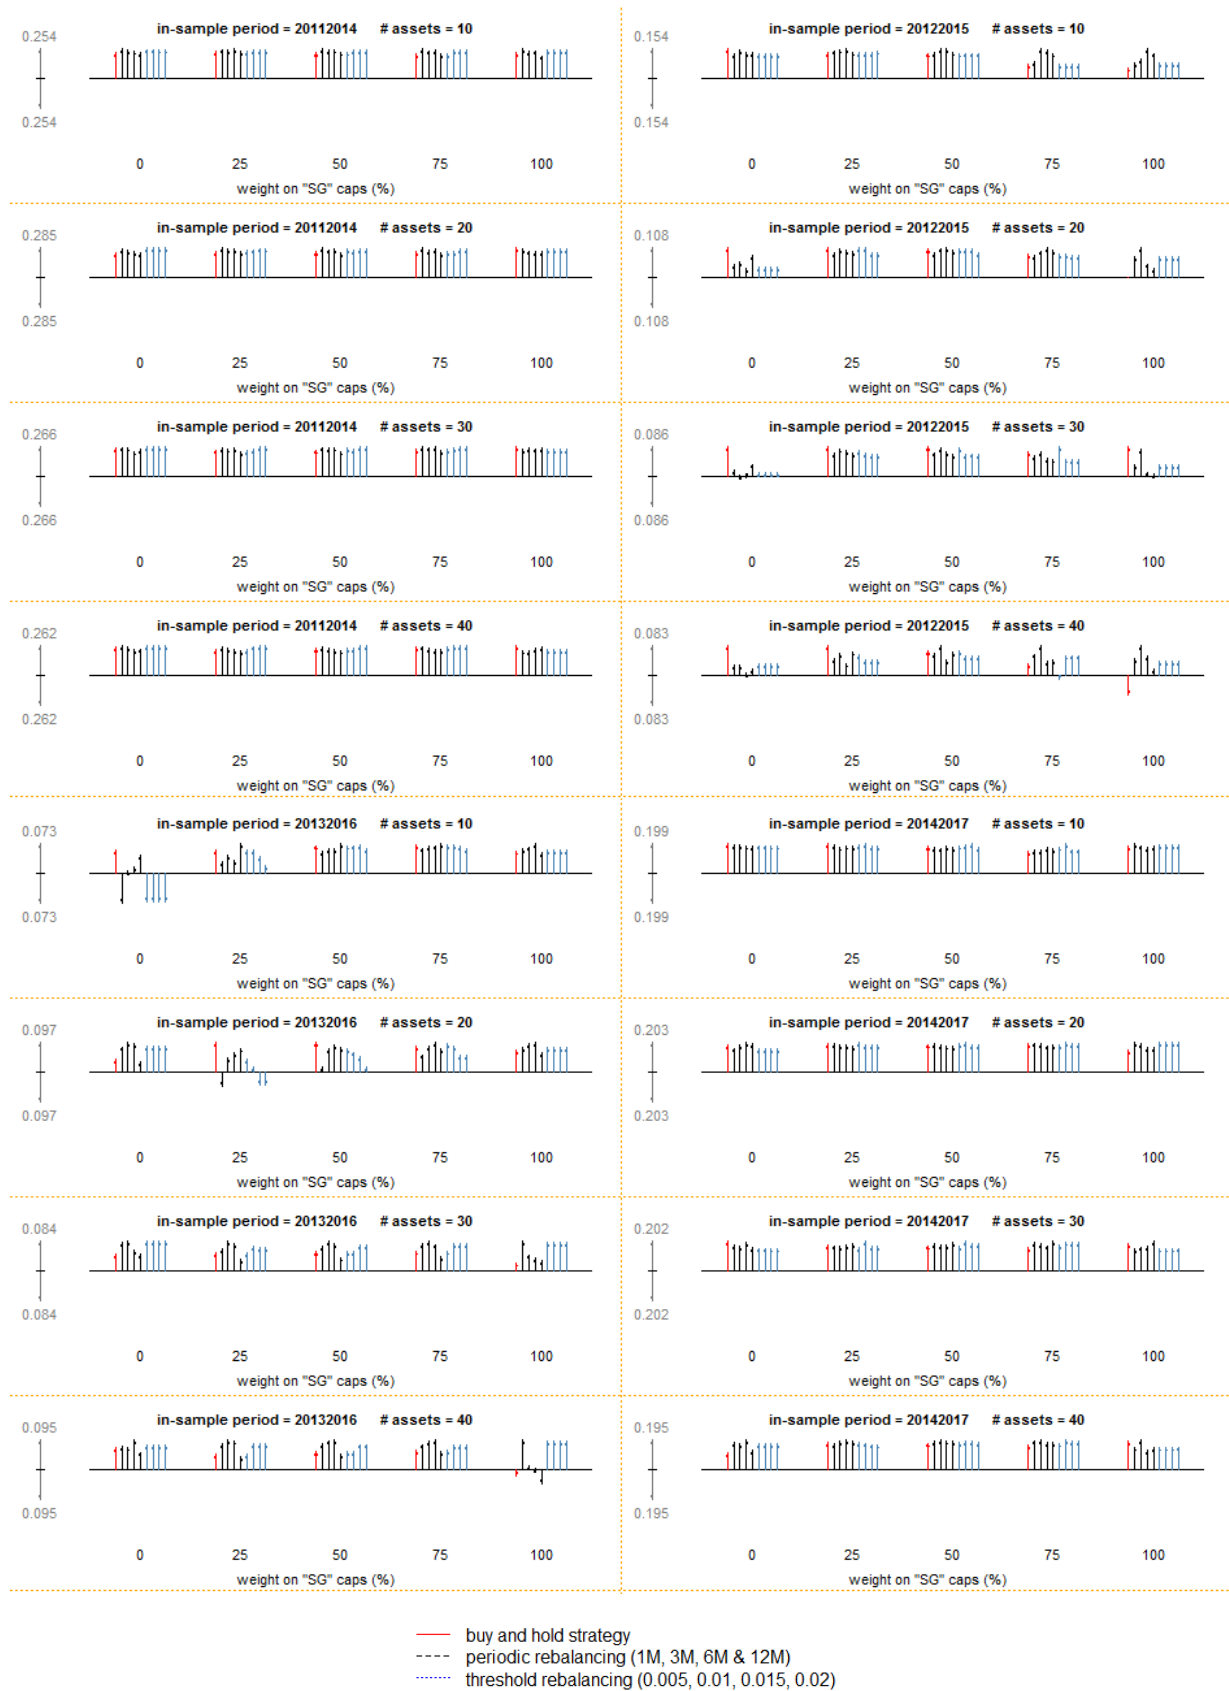 in-sample period = 20112014 # assets = 10
0.254
0.254
0 25 50 75 100
weight on "SG" caps (%)
in-sample period = 20122015 # assets = 10
0.154
0.154
0 25 50 75 100
weight on "SG" caps (%)
in-sample period = 20112014 # assets = 20
0.285
0.285
0 25 50 75 100
weight on "SG" caps (%)
in-sample period = 20122015 # assets = 20
0.108
0.108
0 25 50 75 100
weight on "SG" caps (%)
in-sample period = 20112014 # assets = 30
0.266
0.266
0 25 50 75 100
weight on "SG" caps (%)
in-sample period = 20122015 # assets = 30
0.086
0.086
0 25 50 75 100
weight on "SG" caps (%)
in-sample period = 20112014 # assets = 40
0.262
0.262
0 25 50 75 100
weight on "SG" caps (%)
in-sample period = 20122015 # assets = 40
0.083
0.083
0 25 50 75 100
weight on "SG" caps (%)
in-sample period = 20132016 # assets = 10
0.073
0.073
0 25 50 75 100
weight on "SG" caps (%)
in-sample period = 20142017 # assets = 10
0.199
0.199
0 25 50 75 100
weight on "SG" caps (%)
in-sample period = 20132016 # assets = 20
0.097
0.097
0 25 50 75 100
weight on "SG" caps (%)
in-sample period = 20142017 # assets = 20
0.203
0.203
0 25 50 75 100
weight on "SG" caps (%)
in-sample period = 20132016 # assets = 30
0.084
0.084
0 25 50 75 100
weight on "SG" caps (%)
in-sample period = 20142017 # assets = 30
0.202
0.202
0 25 50 75 100
weight on "SG" caps (%)
in-sample period = 20132016 # assets = 40
0.095
0.095
0 25 50 75 100
weight on "SG" caps (%)
in-sample period = 20142017 # assets = 40
0.195
0.195
0 25 50 75 100
weight on "SG" caps (%)
buy and hold strategy
periodic rebalancing (1M, 3M, 6M & 12M)
threshold rebalancing (0.005, 0.01, 0.015, 0.02)